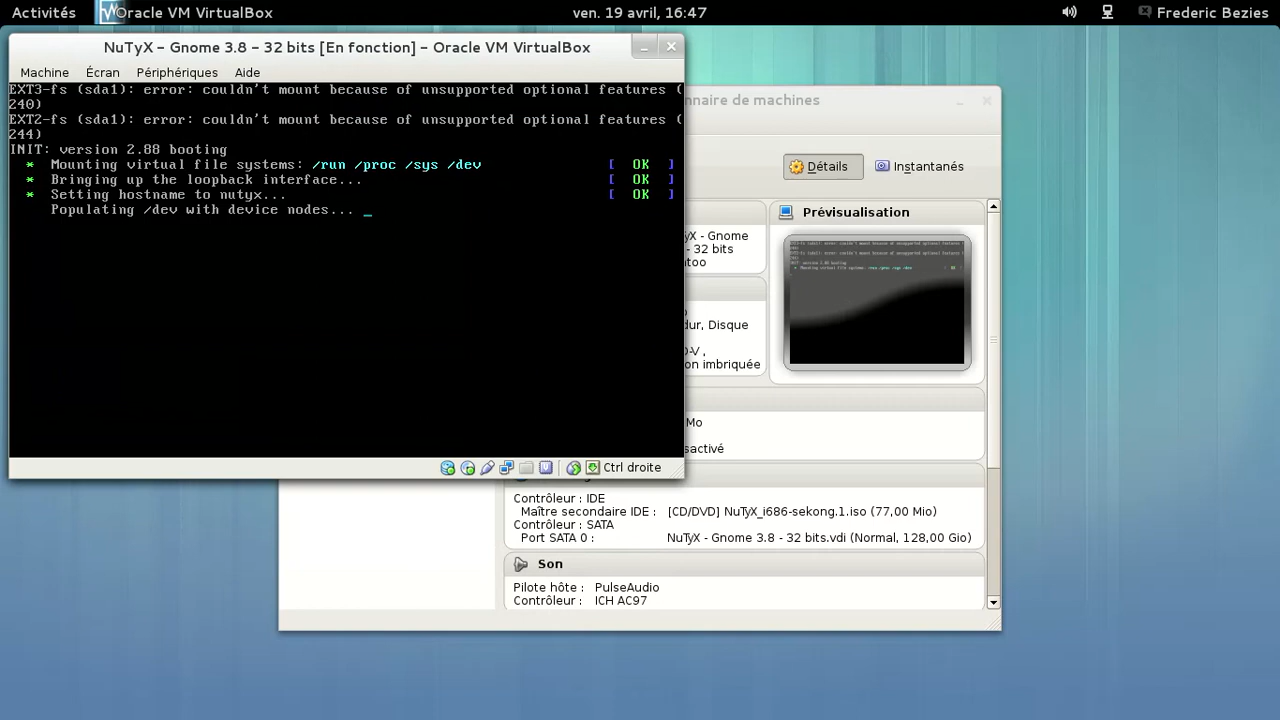 Activités
Oracle VM VirtualBox
ven. 19 avril, 16:47
Frederic Bezies
NuTyX - Gnome 3.8 - 32 bits [En fonction] - Oracle VM VirtualBox
Machine Écran Périphériques Aide
EXT3-fs (sda1): error: couldn't mount because of unsupported optional features (
240)
EXT2-fs (sda1): error: couldn't mount because of unsupported optional features (
244)
INIT: version 2.88 booting
* Mounting virtual file systems: /run /proc /sys /dev [ OK ]
* Bringing up the loopback interface... [ OK ]
* Setting hostname to nutyx... [ OK ]
Populating /dev with device nodes... _
Ctrl droite
nnaire de machines
Détails
Instantanés
yX - Gnome
- 32 bits
too
Prévisualisation
dur, Disque
D-V ,
on imbriquée
Mo
sactivé
Contrôleur : IDE
Maître secondaire IDE : [CD/DVD] NuTyX_i686-sekong.1.iso (77,00 Mio)
Contrôleur : SATA
Port SATA 0 : NuTyX - Gnome 3.8 - 32 bits.vdi (Normal, 128,00 Gio)
Son
Pilote hôte : PulseAudio
Contrôleur : ICH AC97